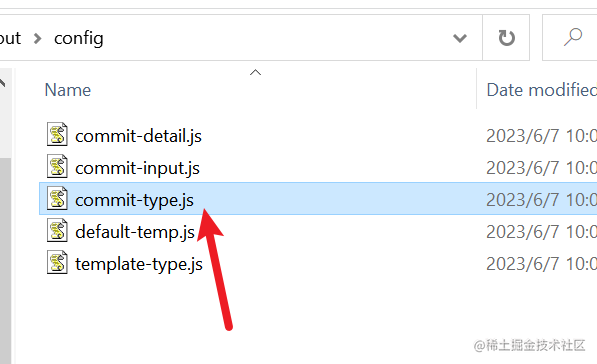 out > config
Name Date modified
commit-detail.js 2023/6/7 10:0
commit-input.js 2023/6/7 10:0
commit-type.js 2023/6/7 10:0
default-temp.js 2023/6/7 10:0
template-type.js 2023/6/7 10:0
@稀土掘金技术社区